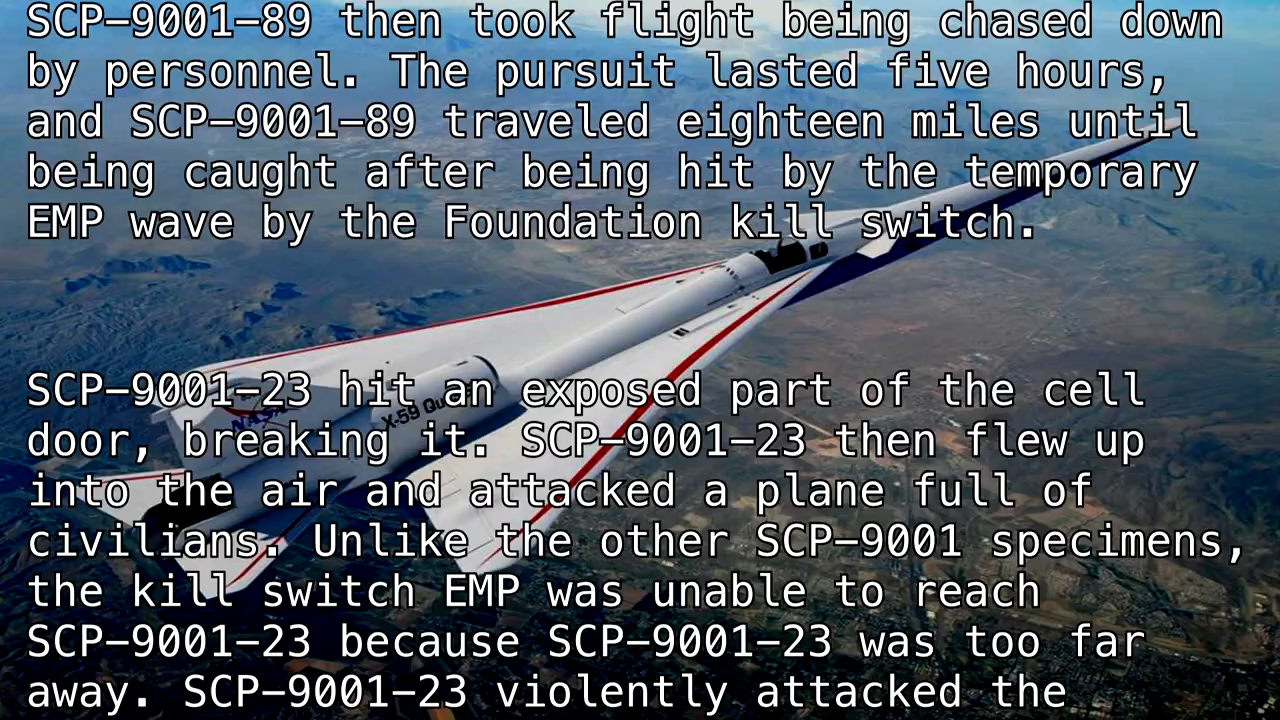 SCP-9001-89 then took flight being chased down
by personnel. The pursuit lasted five hours,
and SCP-9001-89 traveled eighteen miles until
being caught after being hit by the temporary
EMP wave by the Foundation kill switch.
SCP-9001-23 hit an exposed part of the cell
NASA
X-59
door, breaking it. SCP-9001-23 then flew up
into the air and attacked a plane full of
civilians. Unlike the other SCP-9001 specimens,
the kill switch EMP was unable to reach
SCP-9001-23 because SCP-9001-23 was too far
away. SCP-9001-23 violently attacked the